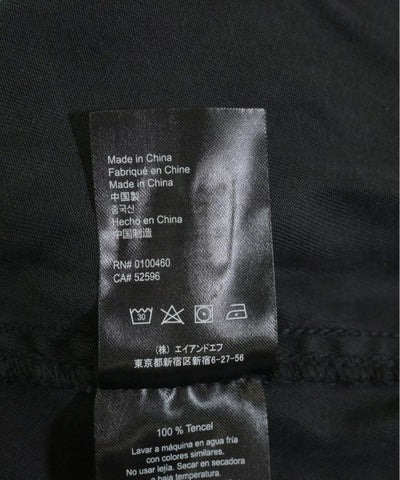 Made in China
Fabriqué en Chine
Made in China
中国製
중국산
Hecho en China
中国制造
RN# 0100460
CA# 52596
30
(株) エイアンドエフ
東京都新宿区新宿6-27-56
100 % Tencel
Lavar a máquina en agua fría
con colores similares.
No usar lejía. Secar en secadora
a baja temperatura.